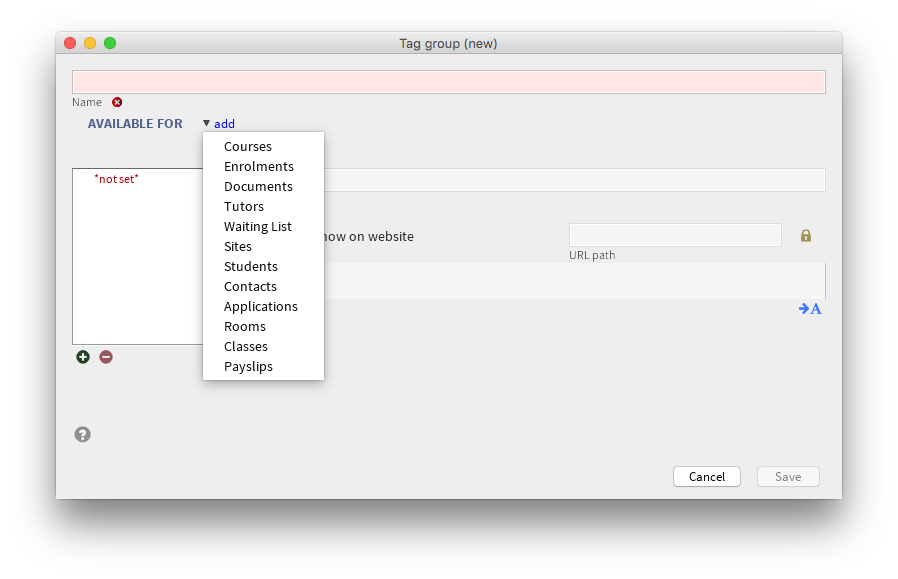 Tag group (new)
Name
AVAILABLE FOR add
Courses
Enrolments
Documents
Tutors
Waiting List
Sites
Students
Contacts
Applications
Rooms
Classes
Payslips
*not set*
on website
URL path
A
?
Cancel
Save